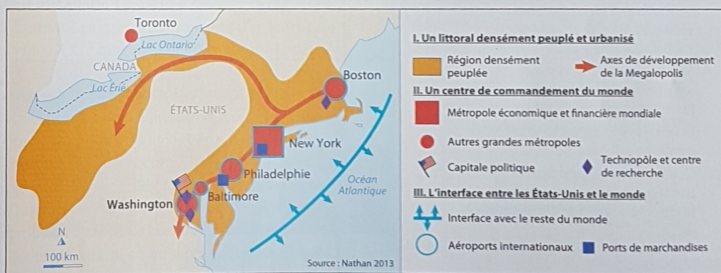 Toronto
Lac Ontario
CANADA
Lac Érié
ÉTATS-UNIS
Boston
New York
Philadelphie
Océan
Atlantique
Baltimore
Washington
N
100 km
Source : Nathan 2013
I. Un littoral densément peuplé et urbanisé
Région densément
peuplée
Axes de développement
de la Megalopolis
II. Un centre de commandement du monde
Métropole économique et financière mondiale
Autres grandes métropoles
Capitale politique
Technopôle et centre
de recherche
III. L'interface entre les États-Unis et le monde
Interface avec le reste du monde
Aéroports internationaux
Ports de marchandises